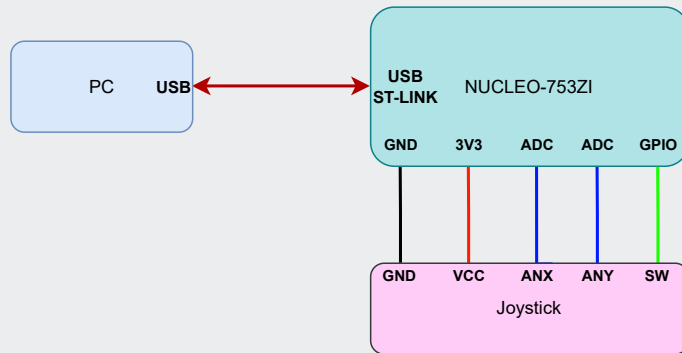 PC
USB
USB
ST-LINK
NUCLEO-753ZI
GND 3V3 ADC ADC GPIO
GND VCC ANX ANY SW
Joystick